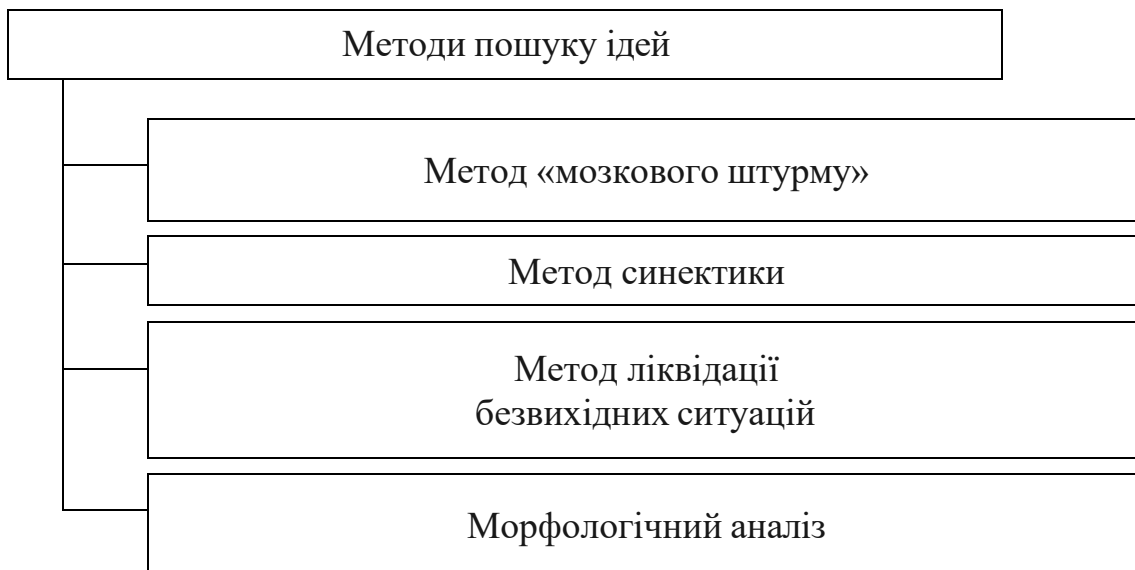 Методи пошуку ідей
Метод «мозкового штурму»
Метод синектики
Метод ліквідації
безвихідних ситуацій
Морфологічний аналіз